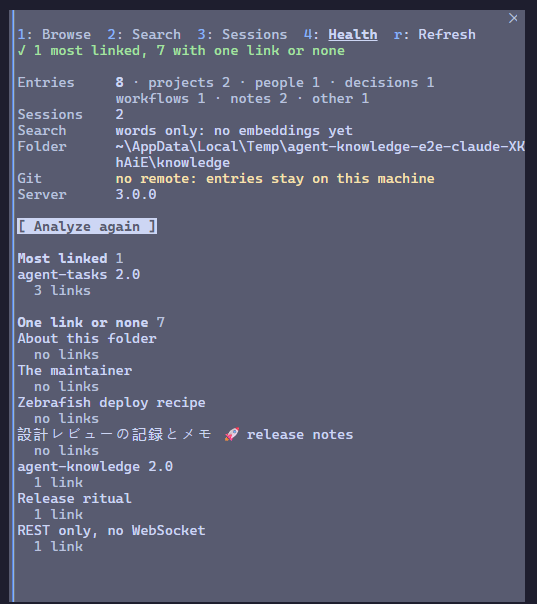 1: Browse  2: Search  3: Sessions  4: Health  r: Refresh
✓ 1 most linked, 7 with one link or none
Entries 8 · projects 2 · people 1 · decisions 1
workflows 1 · notes 2 · other 1
Sessions 2
Search words only: no embeddings yet
Folder ~\AppData\Local\Temp\agent-knowledge-e2e-claude-XK
hAiE\knowledge
Git no remote: entries stay on this machine
Server 3.0.0
[ Analyze again ]
Most linked 1
agent-tasks 2.0
3 links
One link or none 7
About this folder
no links
The maintainer
no links
Zebrafish deploy recipe
no links
設計レビューの記録とメモ 🚀 release notes
no links
agent-knowledge 2.0
1 link
Release ritual
1 link
REST only, no WebSocket
1 link